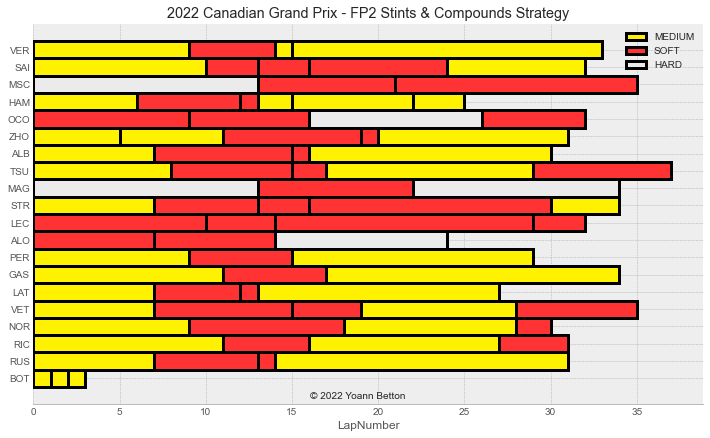 2022 Canadian Grand Prix - FP2 Stints & Compounds Strategy
MEDIUM
SOFT
HARD
VER
SAI
MSC
HAM
OCO
ZHO
ALB
TSU
MAG
STR
LEC
ALO
PER
GAS
LAT
VET
NOR
RIC
RUS
BOT
© 2022 Yoann Betton
0 5 10 15 20 25 30 35
LapNumber